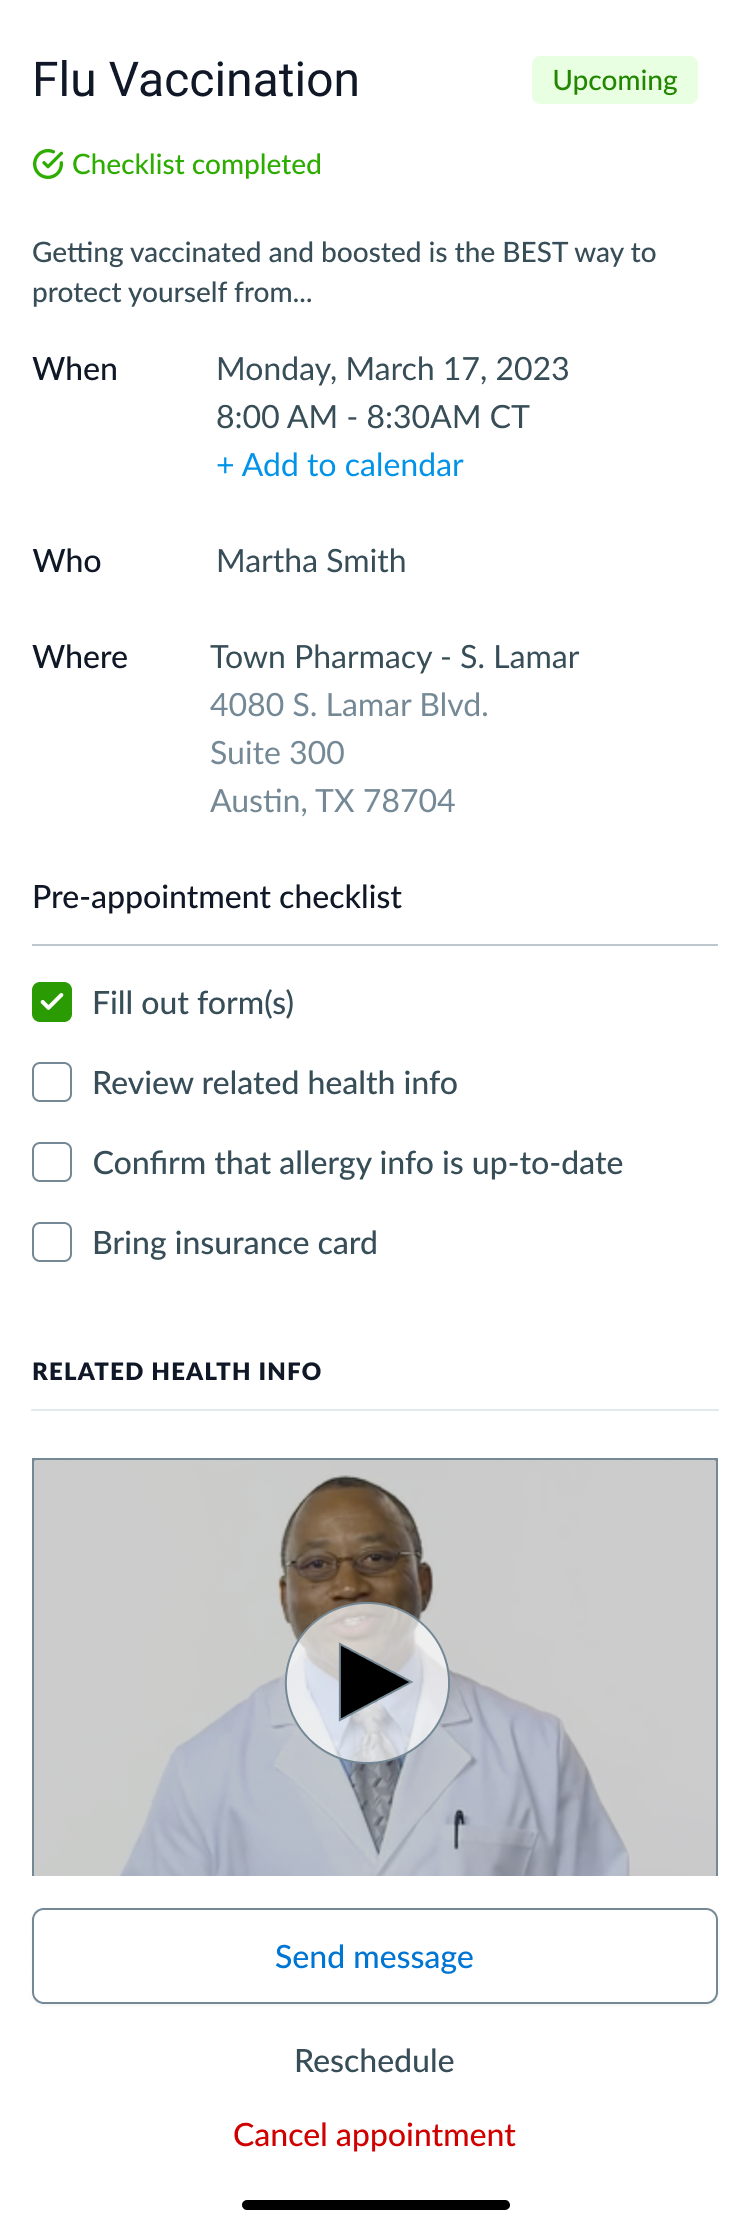 Flu Vaccination
Upcoming
Checklist completed
Getting vaccinated and boosted is the BEST way to
protect yourself from...
When
Monday, March 17, 2023
8:00 AM - 8:30AM CT
+ Add to calendar
Who
Martha Smith
Where
Town Pharmacy - S. Lamar
4080 S. Lamar Blvd.
Suite 300
Austin, TX 78704
Pre-appointment checklist
Fill out form(s)
Review related health info
Confirm that allergy info is up-to-date
Bring insurance card
RELATED HEALTH INFO
Send message
Reschedule
Cancel appointment